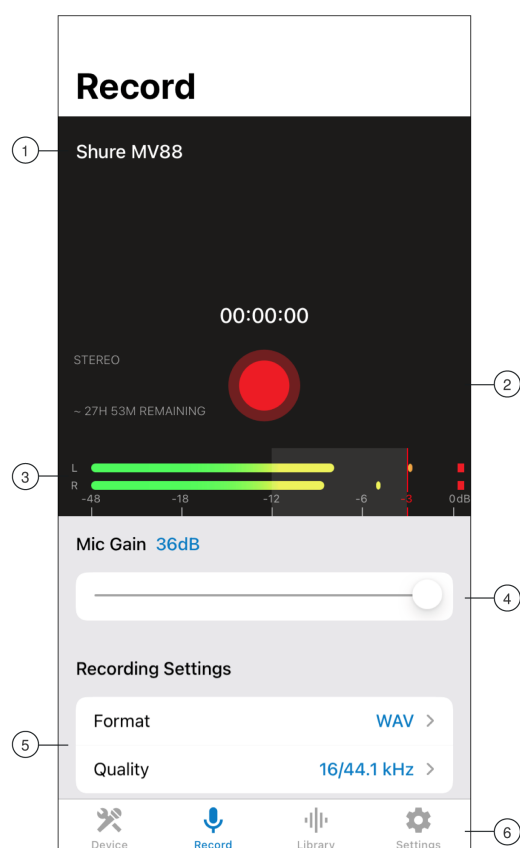 Record
1
Shure MV88
00:00:00
STEREO
2
~ 27H 53M REMAINING
3
L
R
-48 -18 -12 -6 -3 0dB
Mic Gain 36dB
4
Recording Settings
Format WAV
5
Quality 16/44.1 kHz
6
Device Record Library Settings